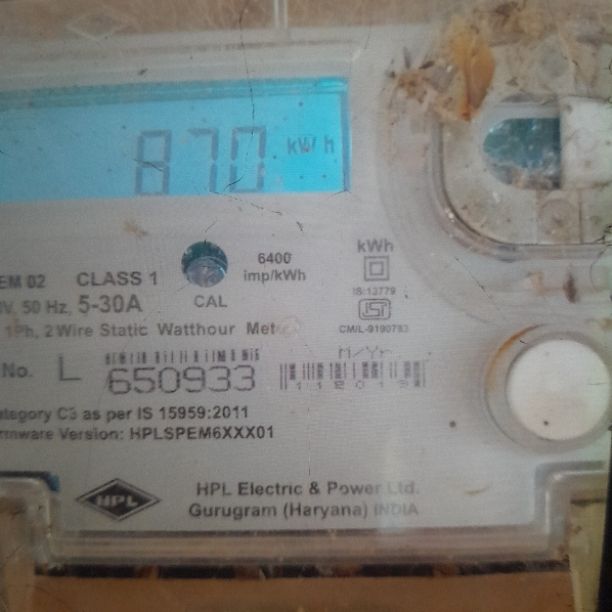 870 kWh
6400
imp/kWh
kWh
IS:13779
EM 02 CLASS 1
V, 50 Hz, 5-30A
CAL
CM/L-9190783
1Ph, 2 Wire Static Watthour
No. L 650933
M/Yr.
ategory C3 as per IS 15959:2011
rmware Version: HPLSPEM6XXX01
HPL
HPL Electric & Power Ltd.
Gurugram (Haryana) INDIA